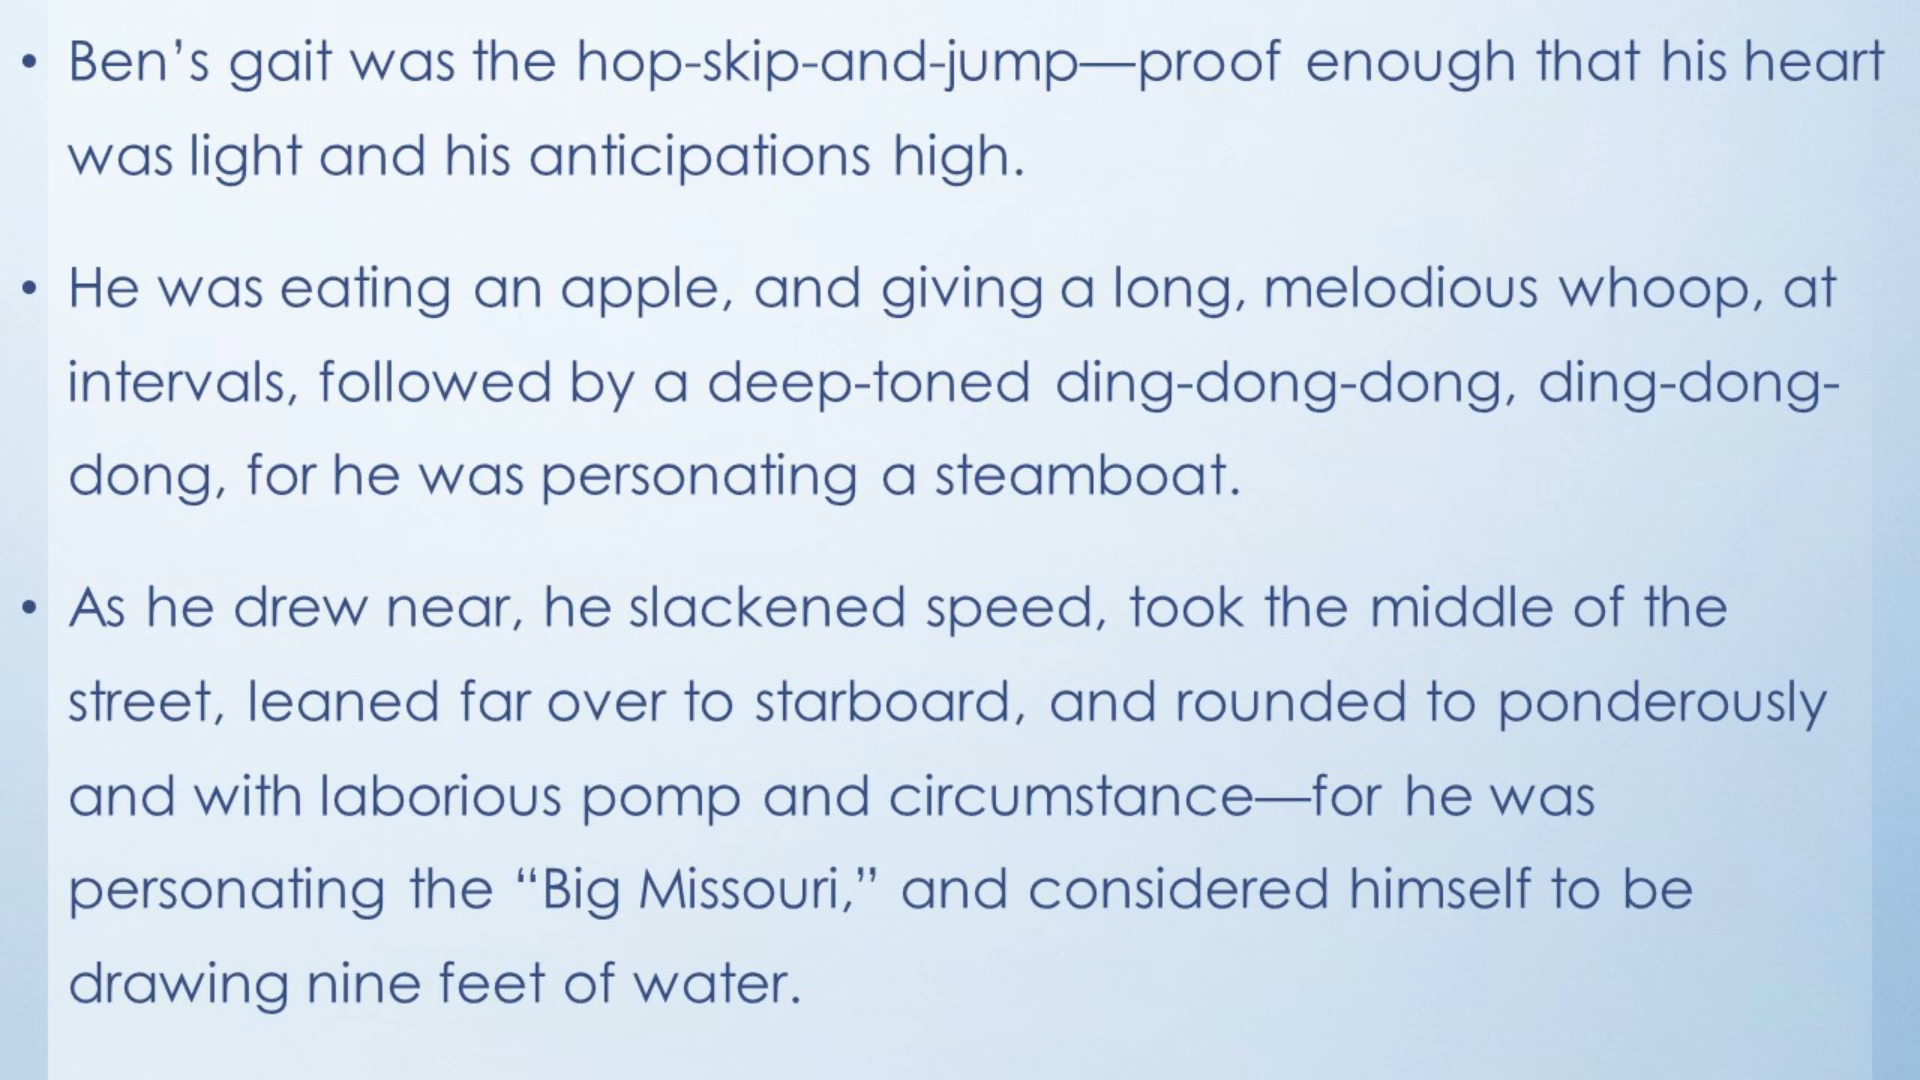 • Ben’s gait was the hop-skip-and-jump—proof enough that his heart
was light and his anticipations high.
• He was eating an apple, and giving a long, melodious whoop, at
intervals, followed by a deep-toned ding-dong-dong, ding-dong-
dong, for he was personating a steamboat.
• As he drew near, he slackened speed, took the middle of the
street, leaned far over to starboard, and rounded to ponderously
and with laborious pomp and circumstance—for he was
personating the “Big Missouri,” and considered himself to be
drawing nine feet of water.